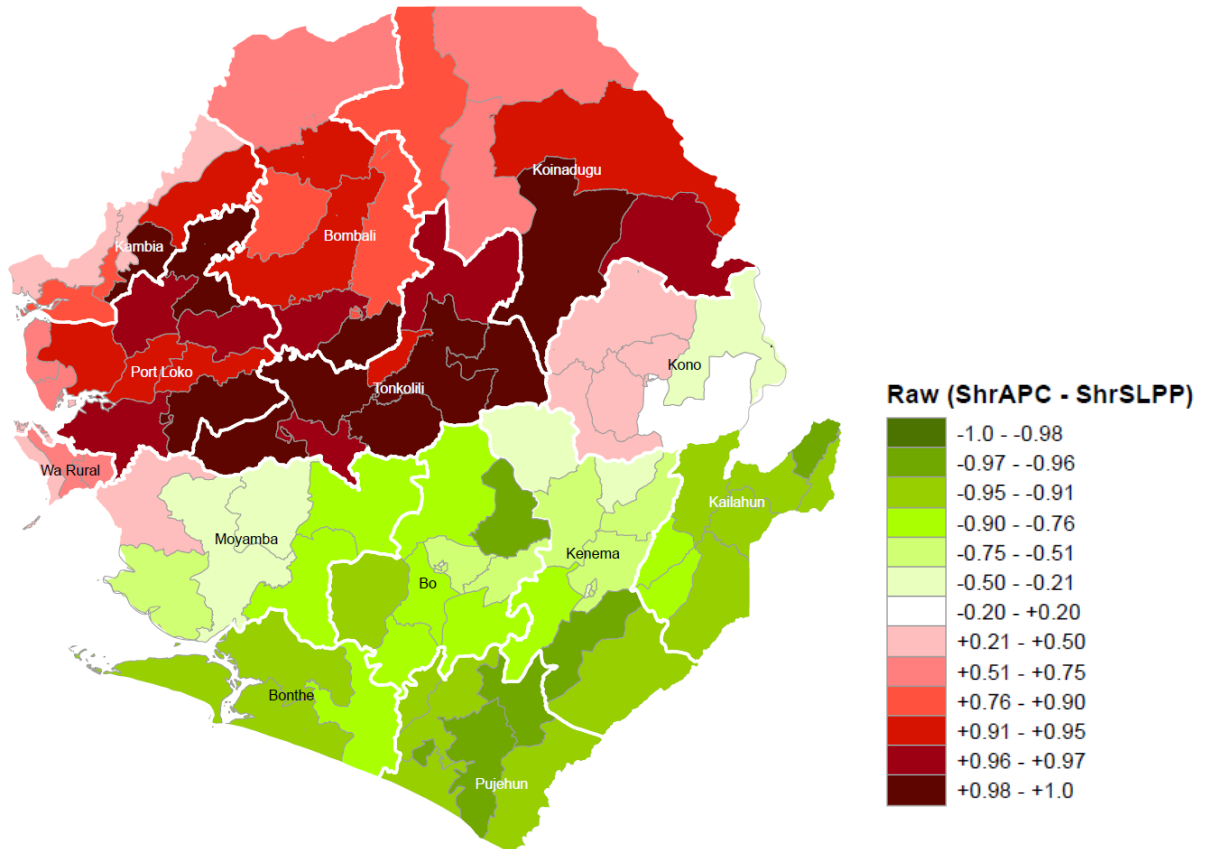 Koinadugu
Bombali
Kambia
Kono
Port Loko
Tonkolili
Raw (ShrAPC - ShrSLPP)
-1.0 - -0.98
-0.97 - -0.96
-0.95 - -0.91
-0.90 - -0.76
-0.75 - -0.51
-0.50 - -0.21
-0.20 - +0.20
+0.21 - +0.50
+0.51 - +0.75
+0.76 - +0.90
+0.91 - +0.95
+0.96 - +0.97
+0.98 - +1.0
Wa Rural
Kailahun
Moyamba
Kenema
Bo
Bonthe
Pujehun